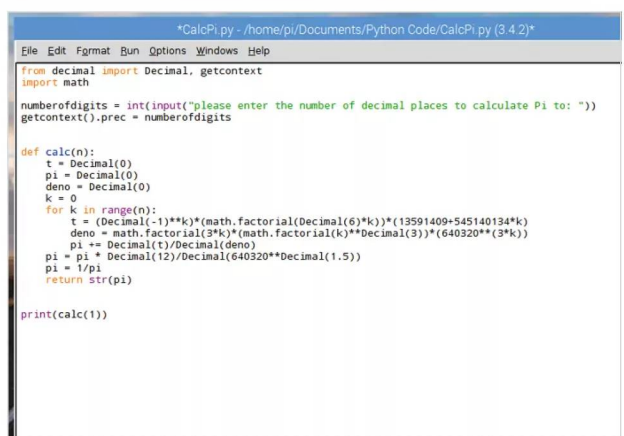 *CalcPi.py - /home/pi/Documents/Python Code/CalcPi.py (3.4.2)*
File Edit Format Run Options Windows Help
from decimal import Decimal, getcontext
import math
numberofdigits = int(input("please enter the number of decimal places to calculate Pi to: "))
getcontext().prec = numberofdigits
def calc(n):
    t = Decimal(0)
    pi = Decimal(0)
    deno = Decimal(0)
    k = 0
    for k in range(n):
        t = (Decimal(-1)**k)*(math.factorial(Decimal(6)*k))*(13591409+545140134*k)
        deno = math.factorial(3*k)*(math.factorial(k)**Decimal(3))*(640320**(3*k))
        pi += Decimal(t)/Decimal(deno)
    pi = pi * Decimal(12)/Decimal(640320**Decimal(1.5))
    pi = 1/pi
    return str(pi)
print(calc(1))